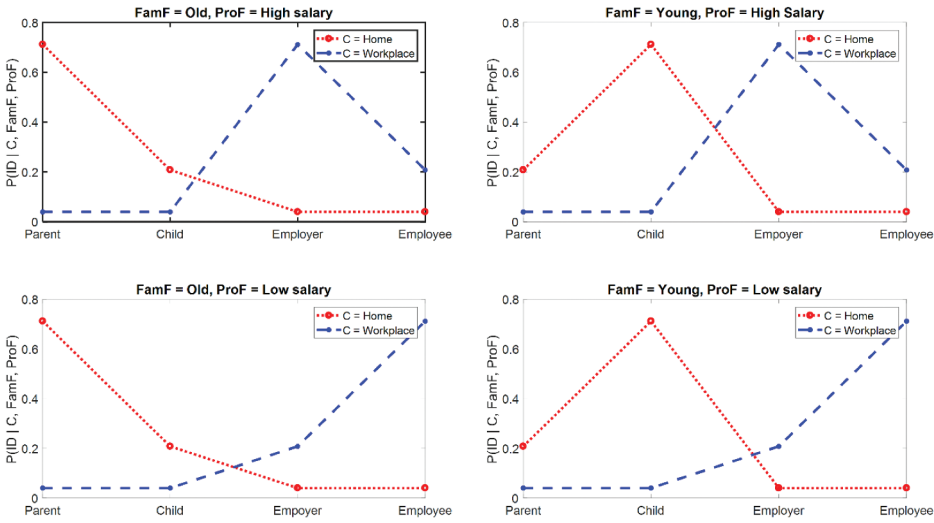 FamF = Old, ProF = High salary
P(ID | C, FamF, ProF)
0.8
0.6
0.4
0.2
0
C = Home
C = Workplace
Parent Child Employer Employee
FamF = Young, ProF = High Salary
P(ID | C, FamF, ProF)
0.8
0.6
0.4
0.2
0
C = Home
C = Workplace
Parent Child Empoyer Employee
FamF = Old, ProF = Low salary
P(ID | C, FamF, ProF)
0.8
0.6
0.4
0.2
0
C = Home
C = Workplace
Parent Child Empoyer Employee
FamF = Young, ProF = Low salary
P(ID | C, FamF, ProF)
0.8
0.6
0.4
0.2
0
C = Home
C = Workplace
Parent Child Empoyer Employee